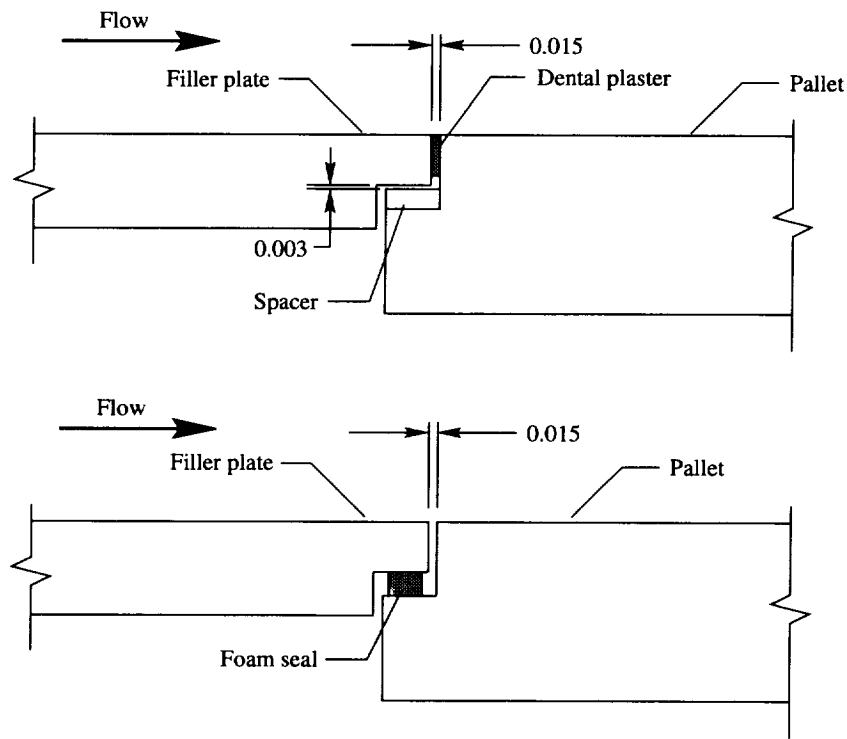 Flow
0.015
Filler plate
Dental plaster
Pallet
0.003
Spacer
Flow
0.015
Filler plate
Pallet
Foam seal